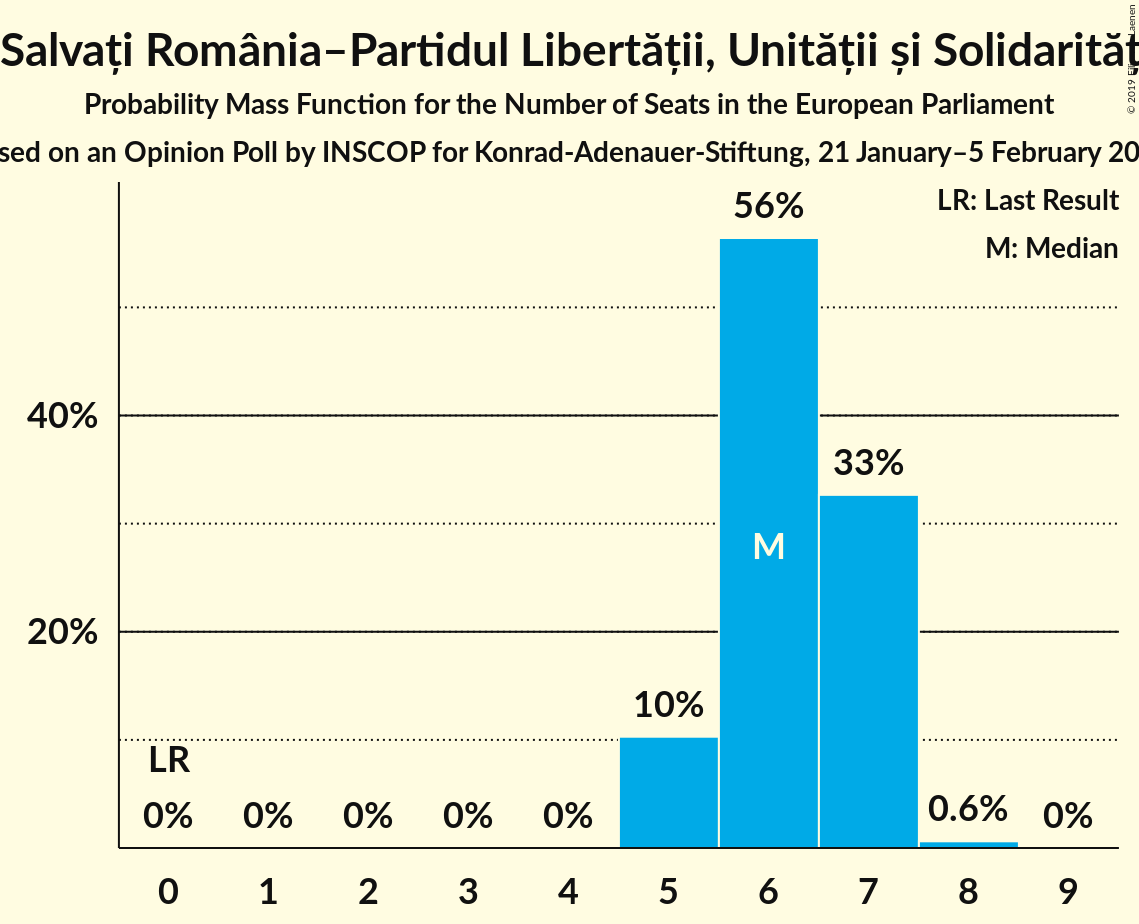 Salvați România–Partidul Libertății, Unității și Solidarităț
Probability Mass Function for the Number of Seats in the European Parliament
sed on an Opinion Poll by INSCOP for Konrad-Adenauer-Stiftung, 21 January–5 February 20
© 2019 Laenen
LR: Last Result
M: Median
56%
40%
33%
M
20%
10%
LR
0% 0% 0% 0% 0% 0.6% 0%
0 1 2 3 4 5 6 7 8 9